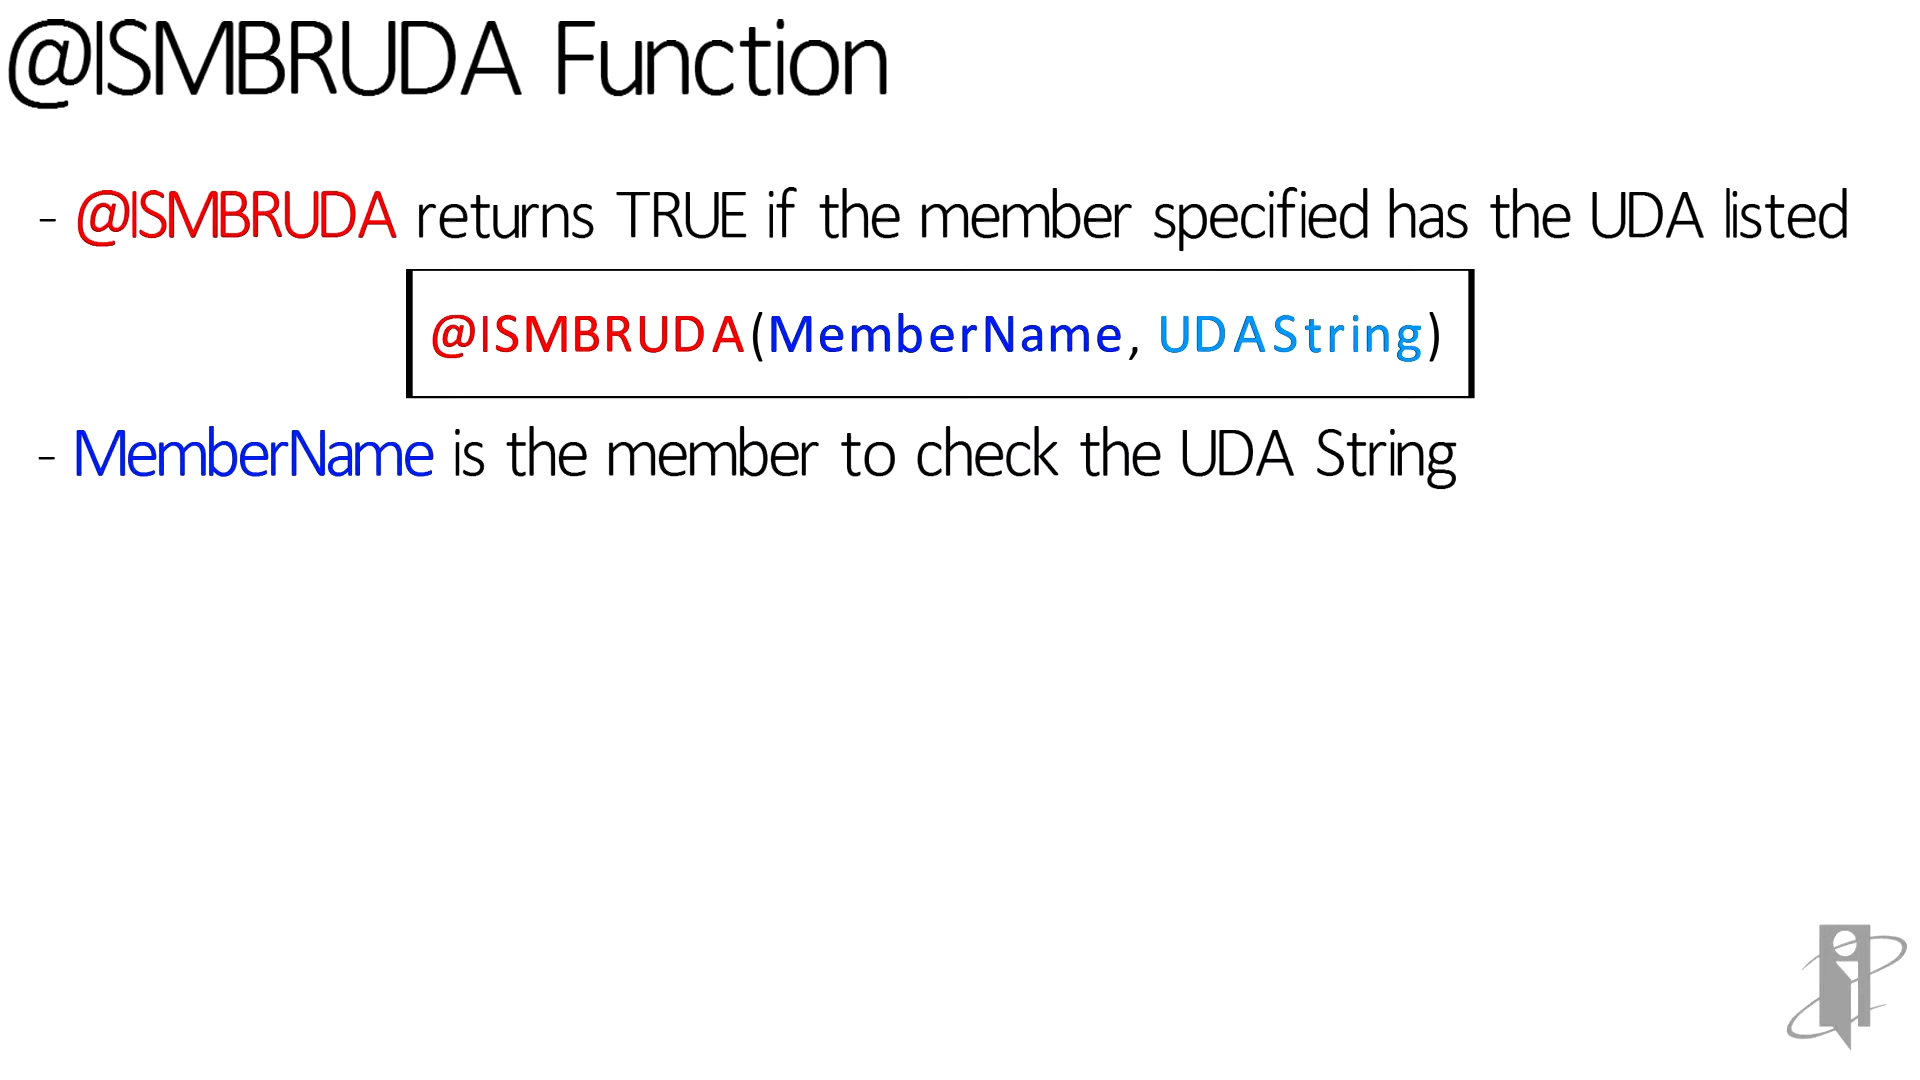 @ISMBRUDA Function
- @ISMBRUDA returns TRUE if the member specified has the UDA listed
@ISMBRUDA(MemberName, UDAString)
- MemberName is the member to check the UDA String